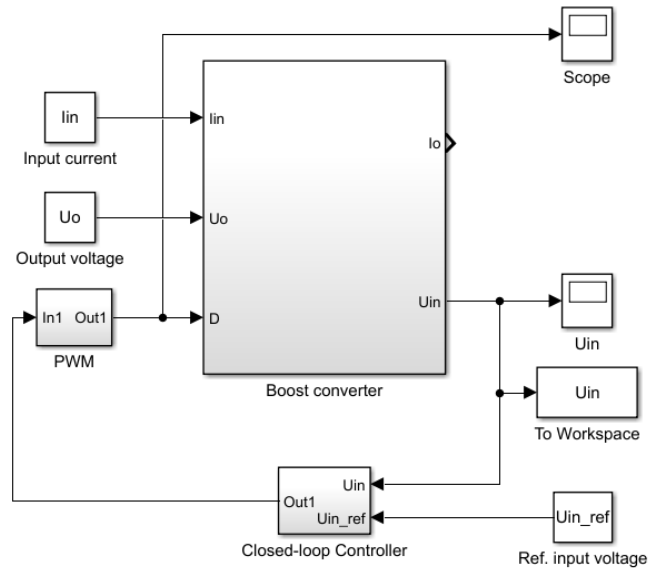 Scope
Iin
Input current
Iin
Io
Uo
Output voltage
Uo
In1 Out1
PWM
D
Uin
Boost converter
Uin
Uin
To Workspace
Uin
Out1
Uin_ref
Closed-loop Controller
Uin_ref
Ref. input voltage